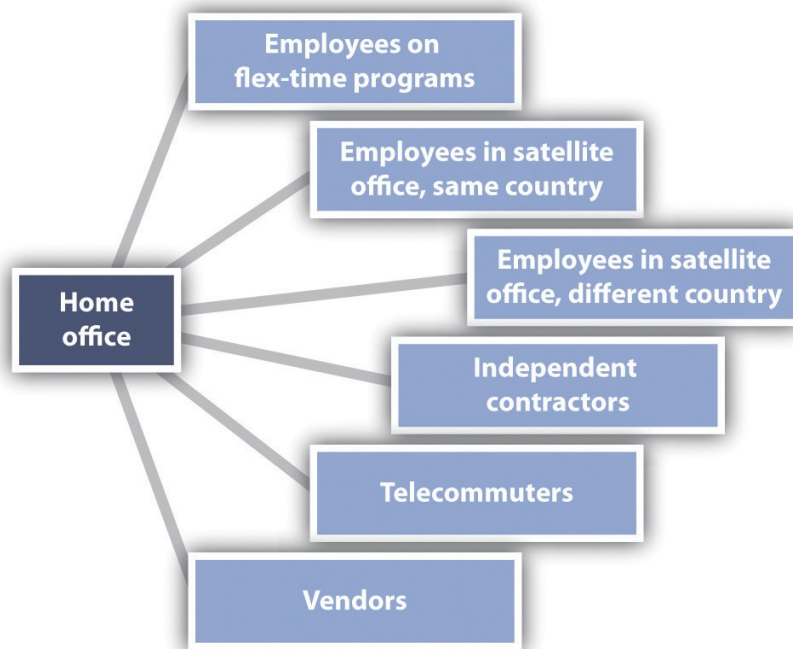 Employees on
flex-time programs
Employees in satellite
office, same country
Employees in satellite
office, different country
Home
office
Independent
contractors
Telecommuters
Vendors